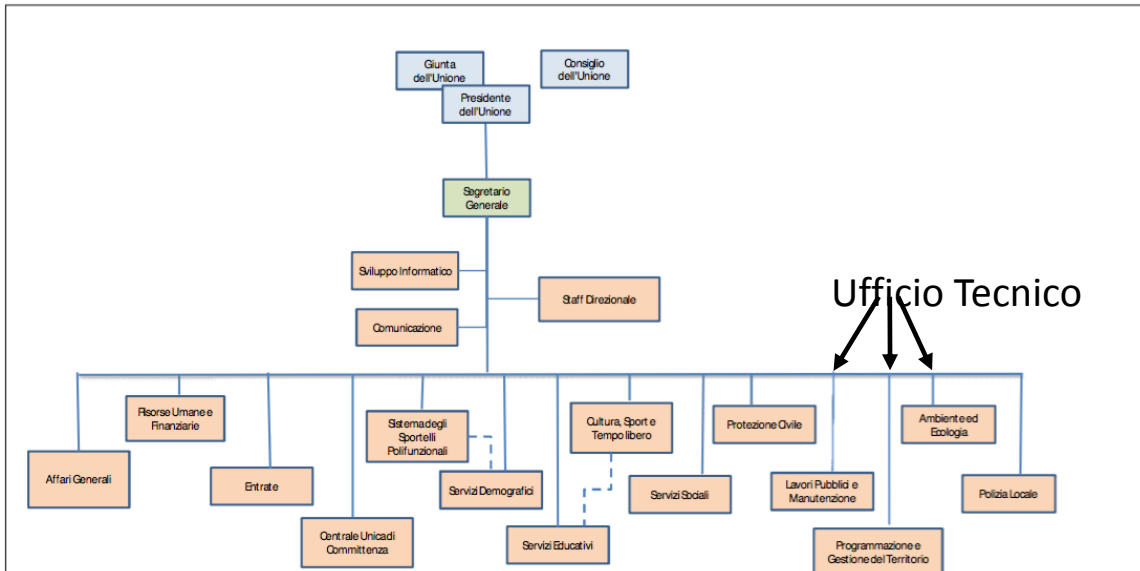 Giunta
dell'Unione
Consiglio
dell'Unione
Presidente
dell'Unione
Segretario
Generale
Sviluppo Informatico
Staff Direzionale
Comunicazione
Ufficio Tecnico
Risorse Umane e
Finanziarie
Sistema degli
Sportelli
Polifunzionali
Cultura, Sport e
Tempo libero
Protezione Civile
Ambiente ed
Ecologia
Affari Generali
Entrate
Servizi Demografici
Servizi Sociali
Lavori Pubblici e
Manutenzione
Polizia Locale
Centrale Unica di
Committenza
Servizi Educativi
Programmazione e
Gestione del Territorio